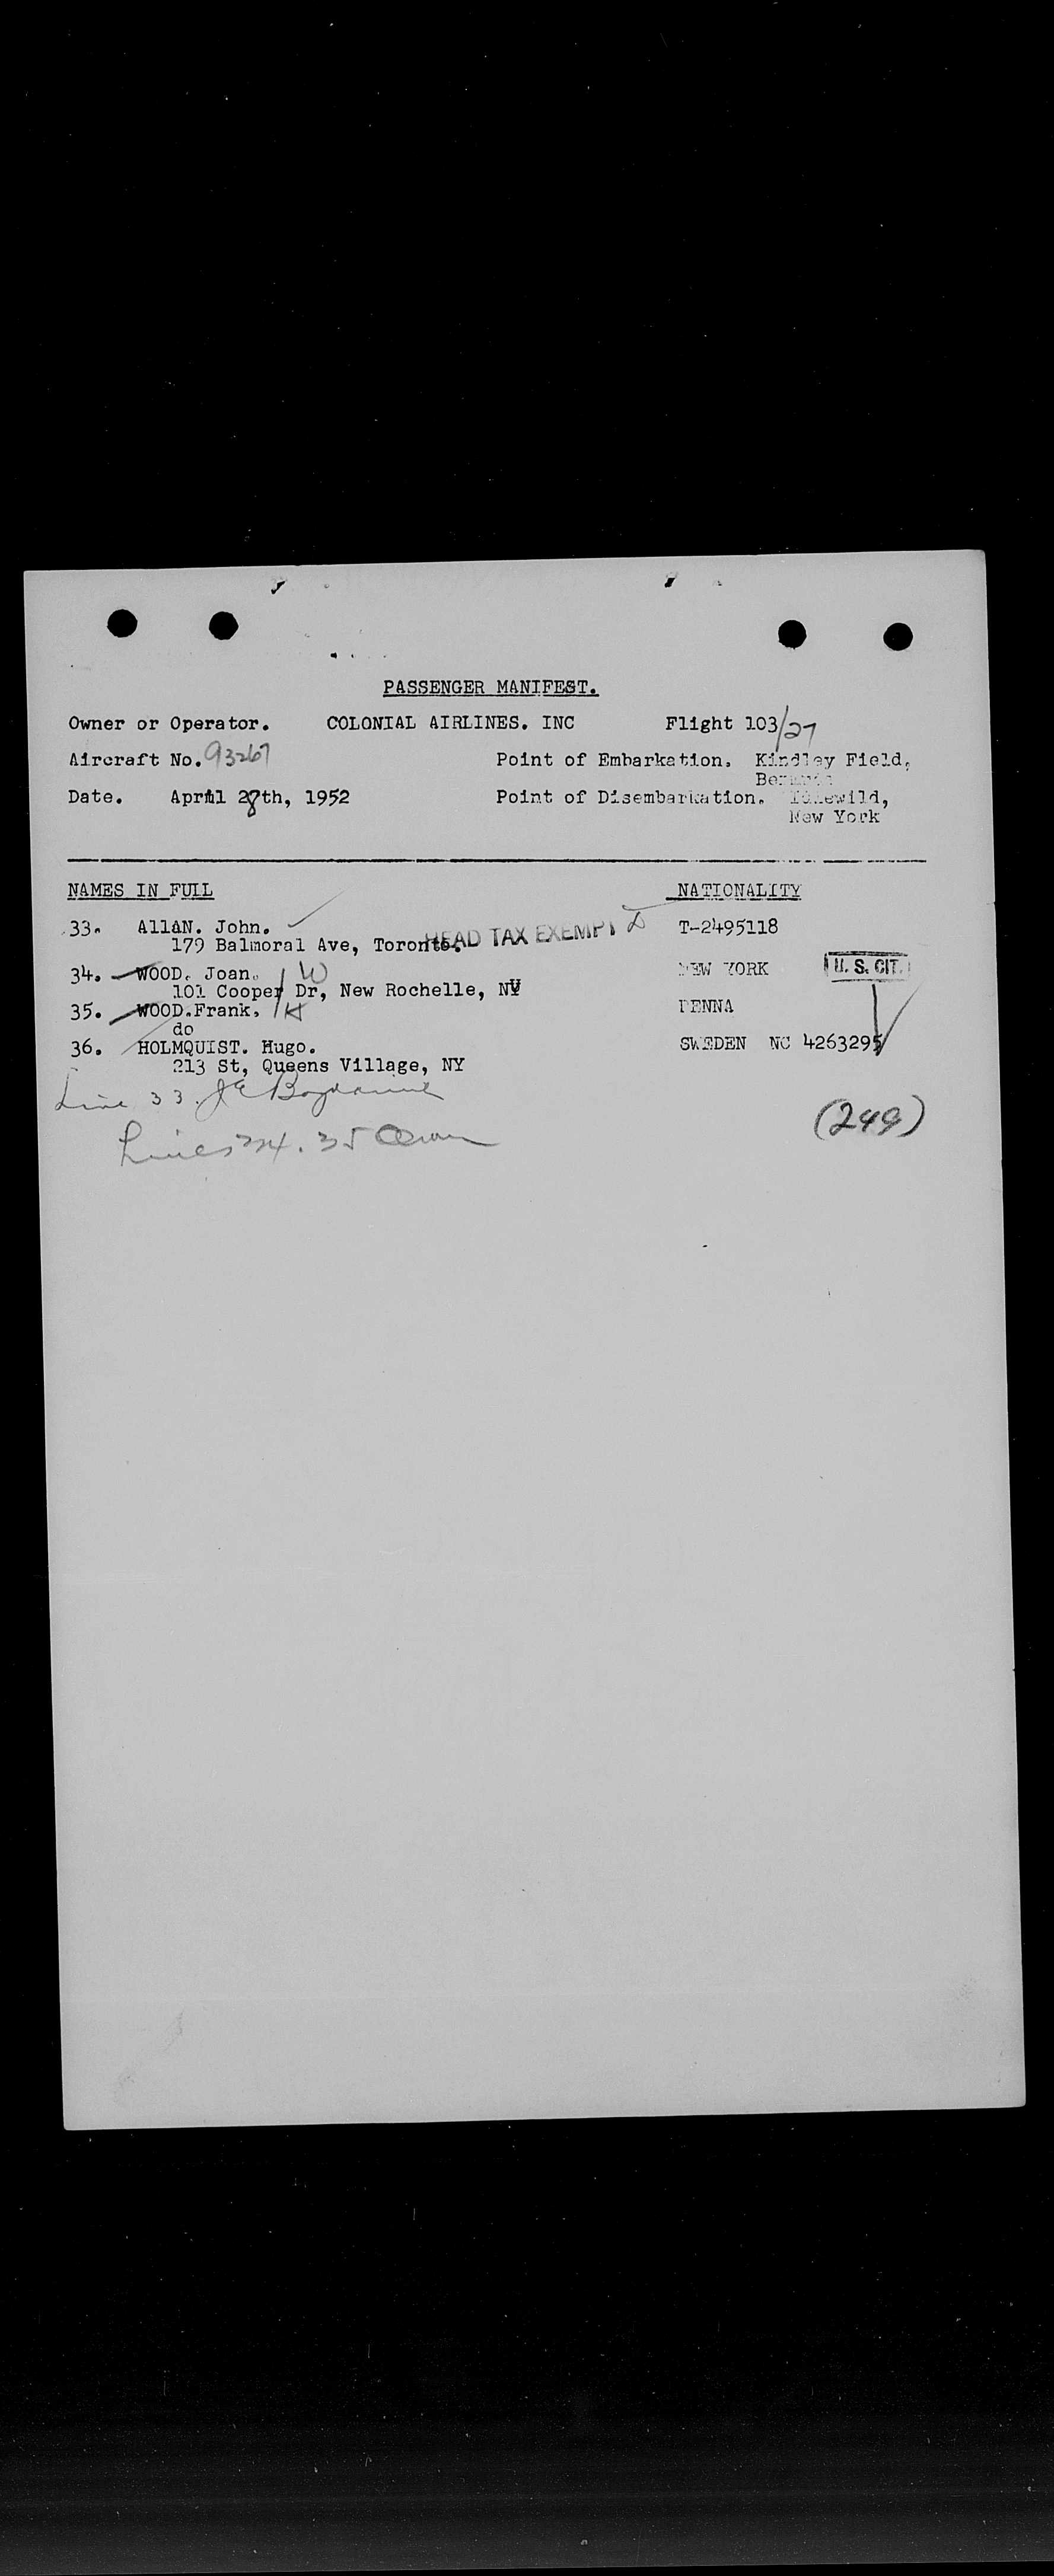 PASSENGER MANIFEST.
Owner or Operator. COLONIAL AIRLINES. INC Flight 103/27
Aircraft No. 93267 Point of Embarkation. Kindley Field,
Bermuda
Date. April 28th, 1952 Point of Disembarkation. Idlewild,
New York
NAMES IN FULL NATIONALITY
33. AllaN. John. T-2495118
179 Balmoral Ave, Toronto. HEAD TAX EXEMPT
34. WOOD. Joan. W NEW YORK U. S. CIT.
101 Cooper Dr, New Rochelle, NY
35. WOOD.Frank. H PENNA
do
36. HOLMQUIST. Hugo. SWEDEN NC 4263295
213 St, Queens Village, NY
Line 33.
(249)
Lines 34. 35